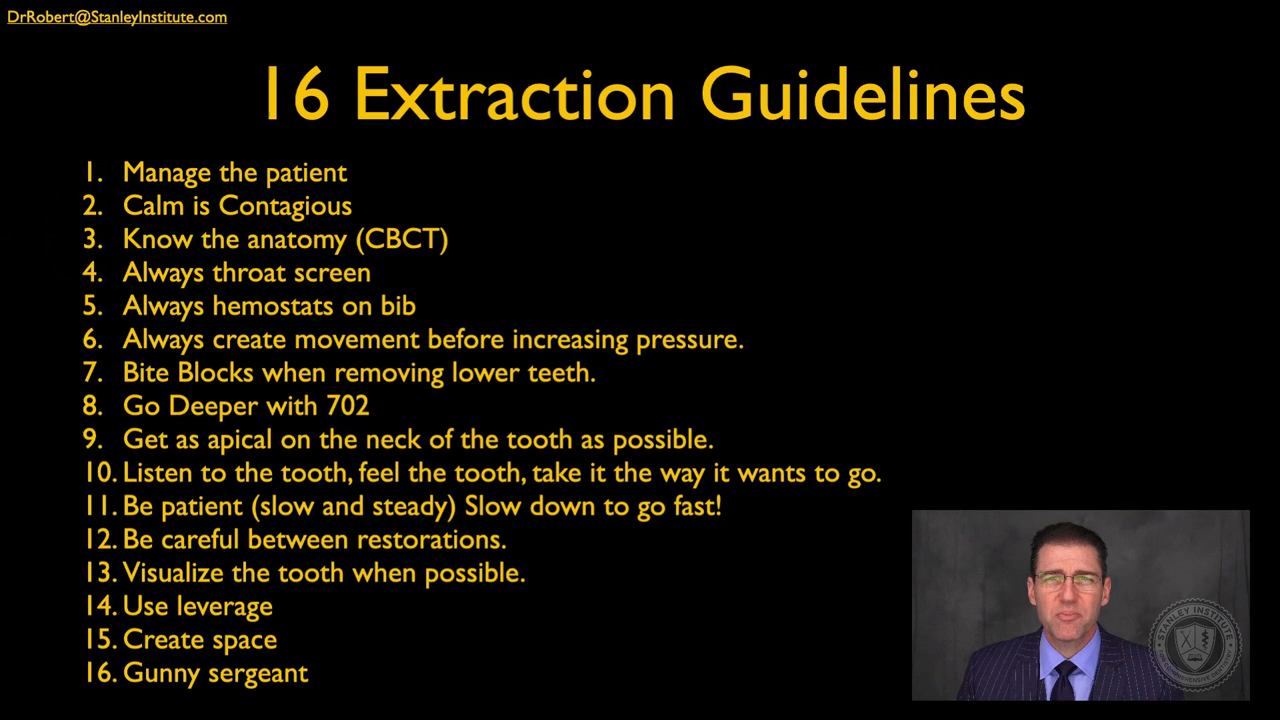 DrRobert@StanleyInstitute.com
16 Extraction Guidelines
1. Manage the patient
2. Calm is Contagious
3. Know the anatomy (CBCT)
4. Always throat screen
5. Always hemostats on bib
6. Always create movement before increasing pressure.
7. Bite Blocks when removing lower teeth.
8. Go Deeper with 702
9. Get as apical on the neck of the tooth as possible.
10. Listen to the tooth, feel the tooth, take it the way it wants to go.
11. Be patient (slow and steady) Slow down to go fast!
12. Be careful between restorations.
13. Visualize the tooth when possible.
14. Use leverage
15. Create space
16. Gunny sergeant
STANLEY INSTITUTE